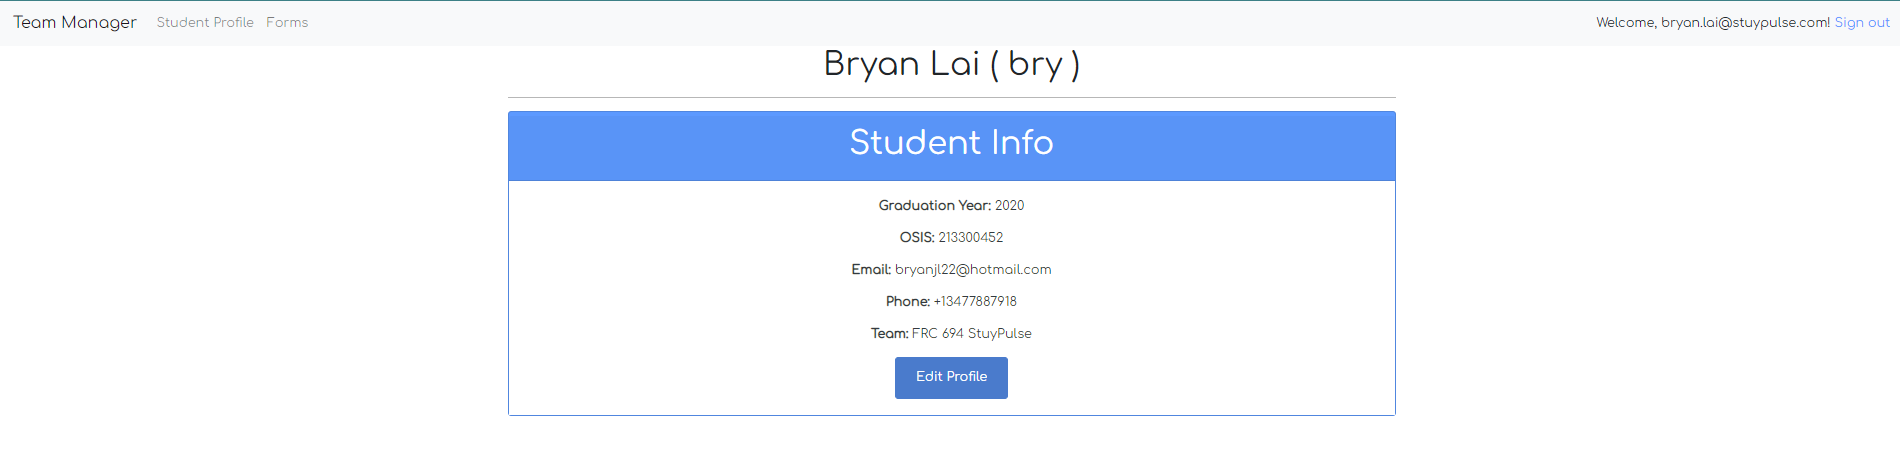 Team Manager Student Profile Forms Welcome, bryan.lai@stuypulse.com! Sign out
Bryan Lai ( bry )
Student Info
Graduation Year: 2020
OSIS: 213300452
Email: bryanjl22@hotmail.com
Phone: +13477887918
Team: FRC 694 StuyPulse
Edit Profile